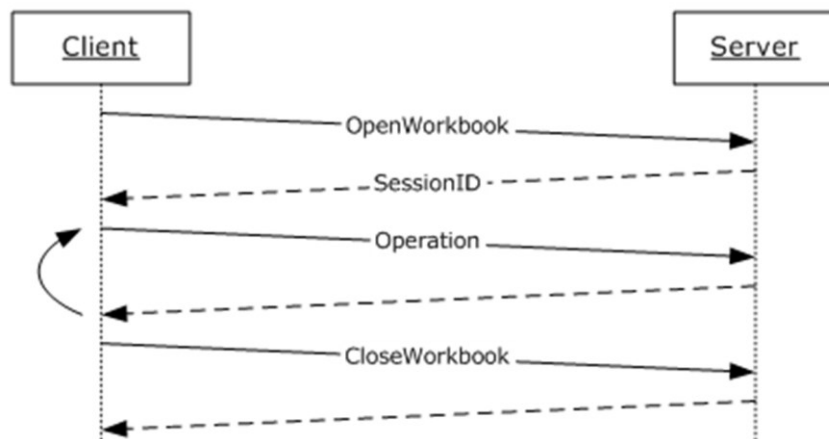 Client
Server
OpenWorkbook
SessionID
Operation
CloseWorkbook